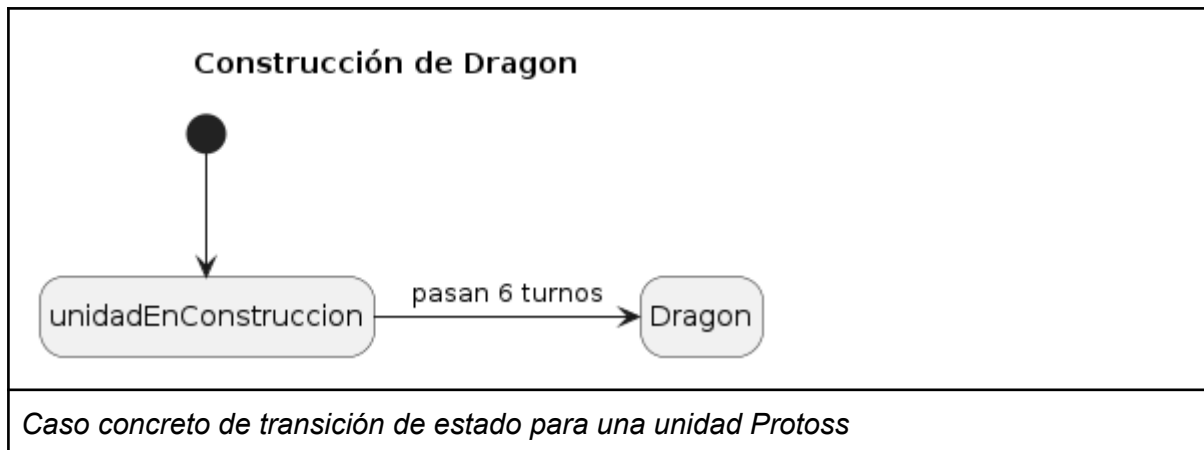 Construcción de Dragon
unidadEnConstruccion
pasan 6 turnos
Dragon
Caso concreto de transición de estado para una unidad Protoss